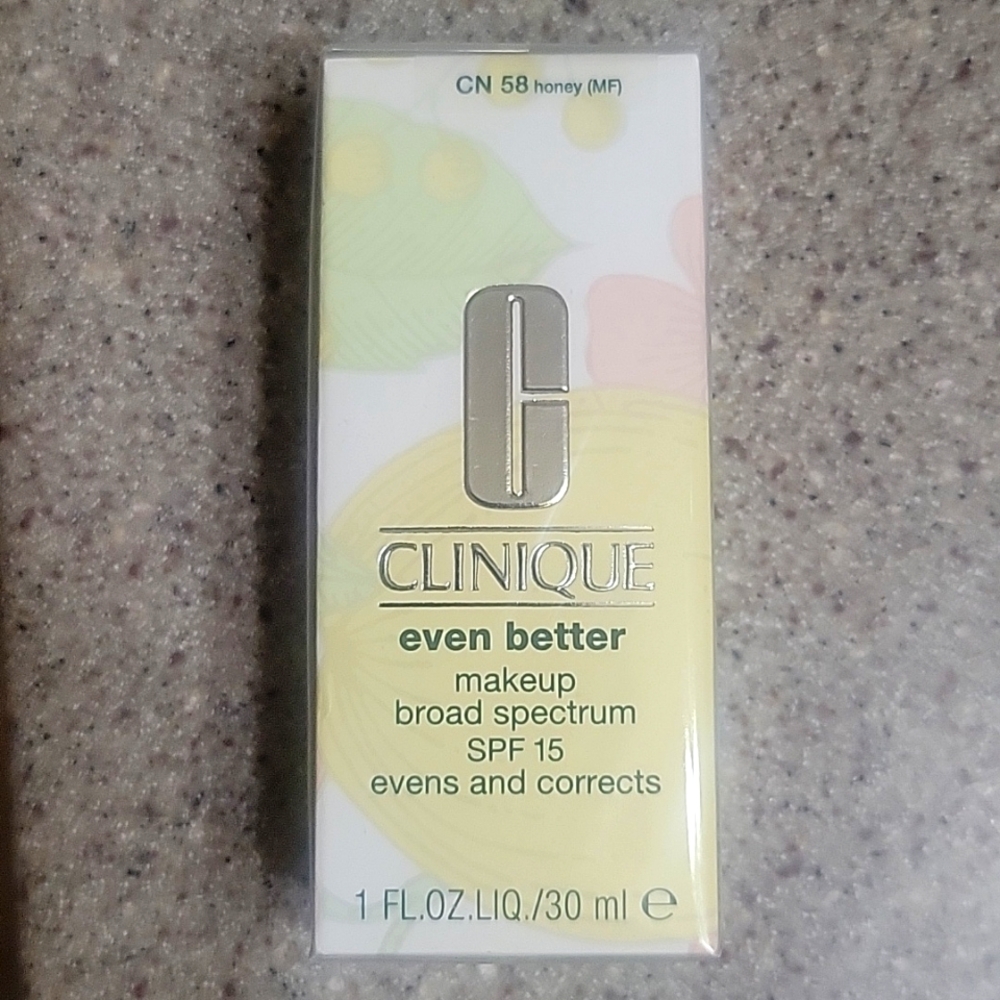 CN 58 honey (MF)
C
CLINIQUE
even better
makeup
broad spectrum
SPF 15
evens and corrects
1 FL.OZ.LIQ./30 ml ℮